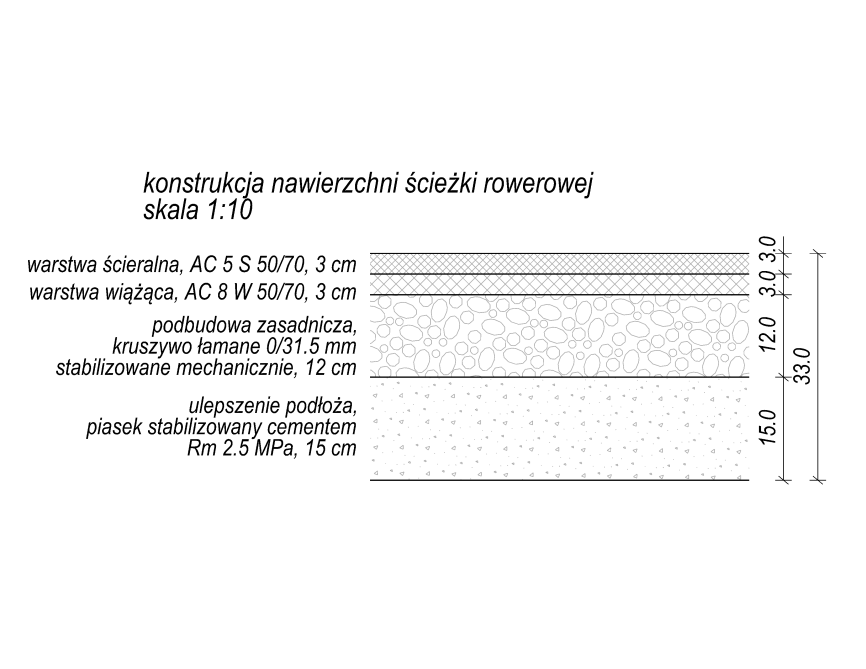 konstrukcja nawierzchni ścieżki rowerowej
skala 1:10
warstwa ścieralna, AC 5 S 50/70, 3 cm
warstwa wiążąca, AC 8 W 50/70, 3 cm
podbudowa zasadnicza,
kruszywo łamane 0/31.5 mm
stabilizowane mechanicznie, 12 cm
ulepszenie podłoża,
piasek stabilizowany cementem
Rm 2.5 MPa, 15 cm
3.0
3.0
12.0
15.0
33.0